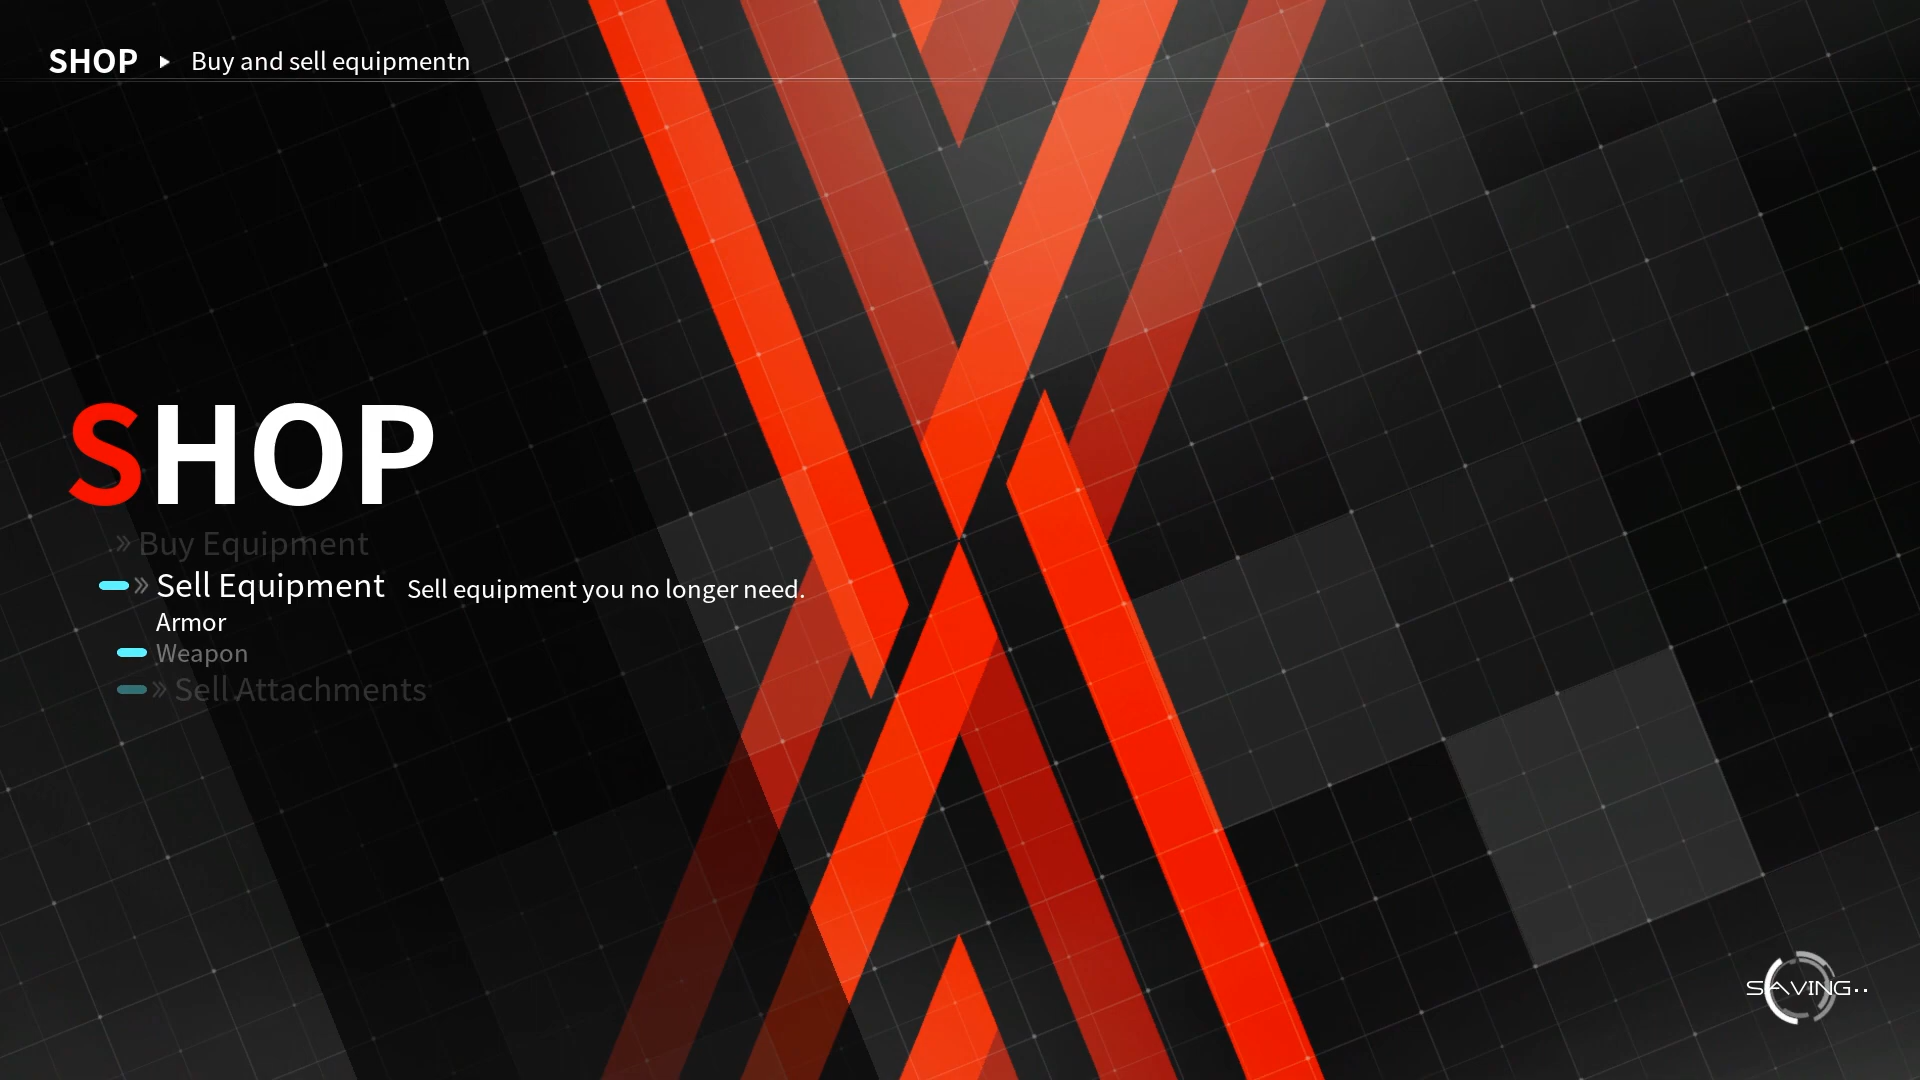 SHOP ▶ Buy and sell equipmentn
SHOP
» Buy Equipment
» Sell Equipment Sell equipment you no longer need.
Armor
Weapon
» Sell Attachments
SAVING..